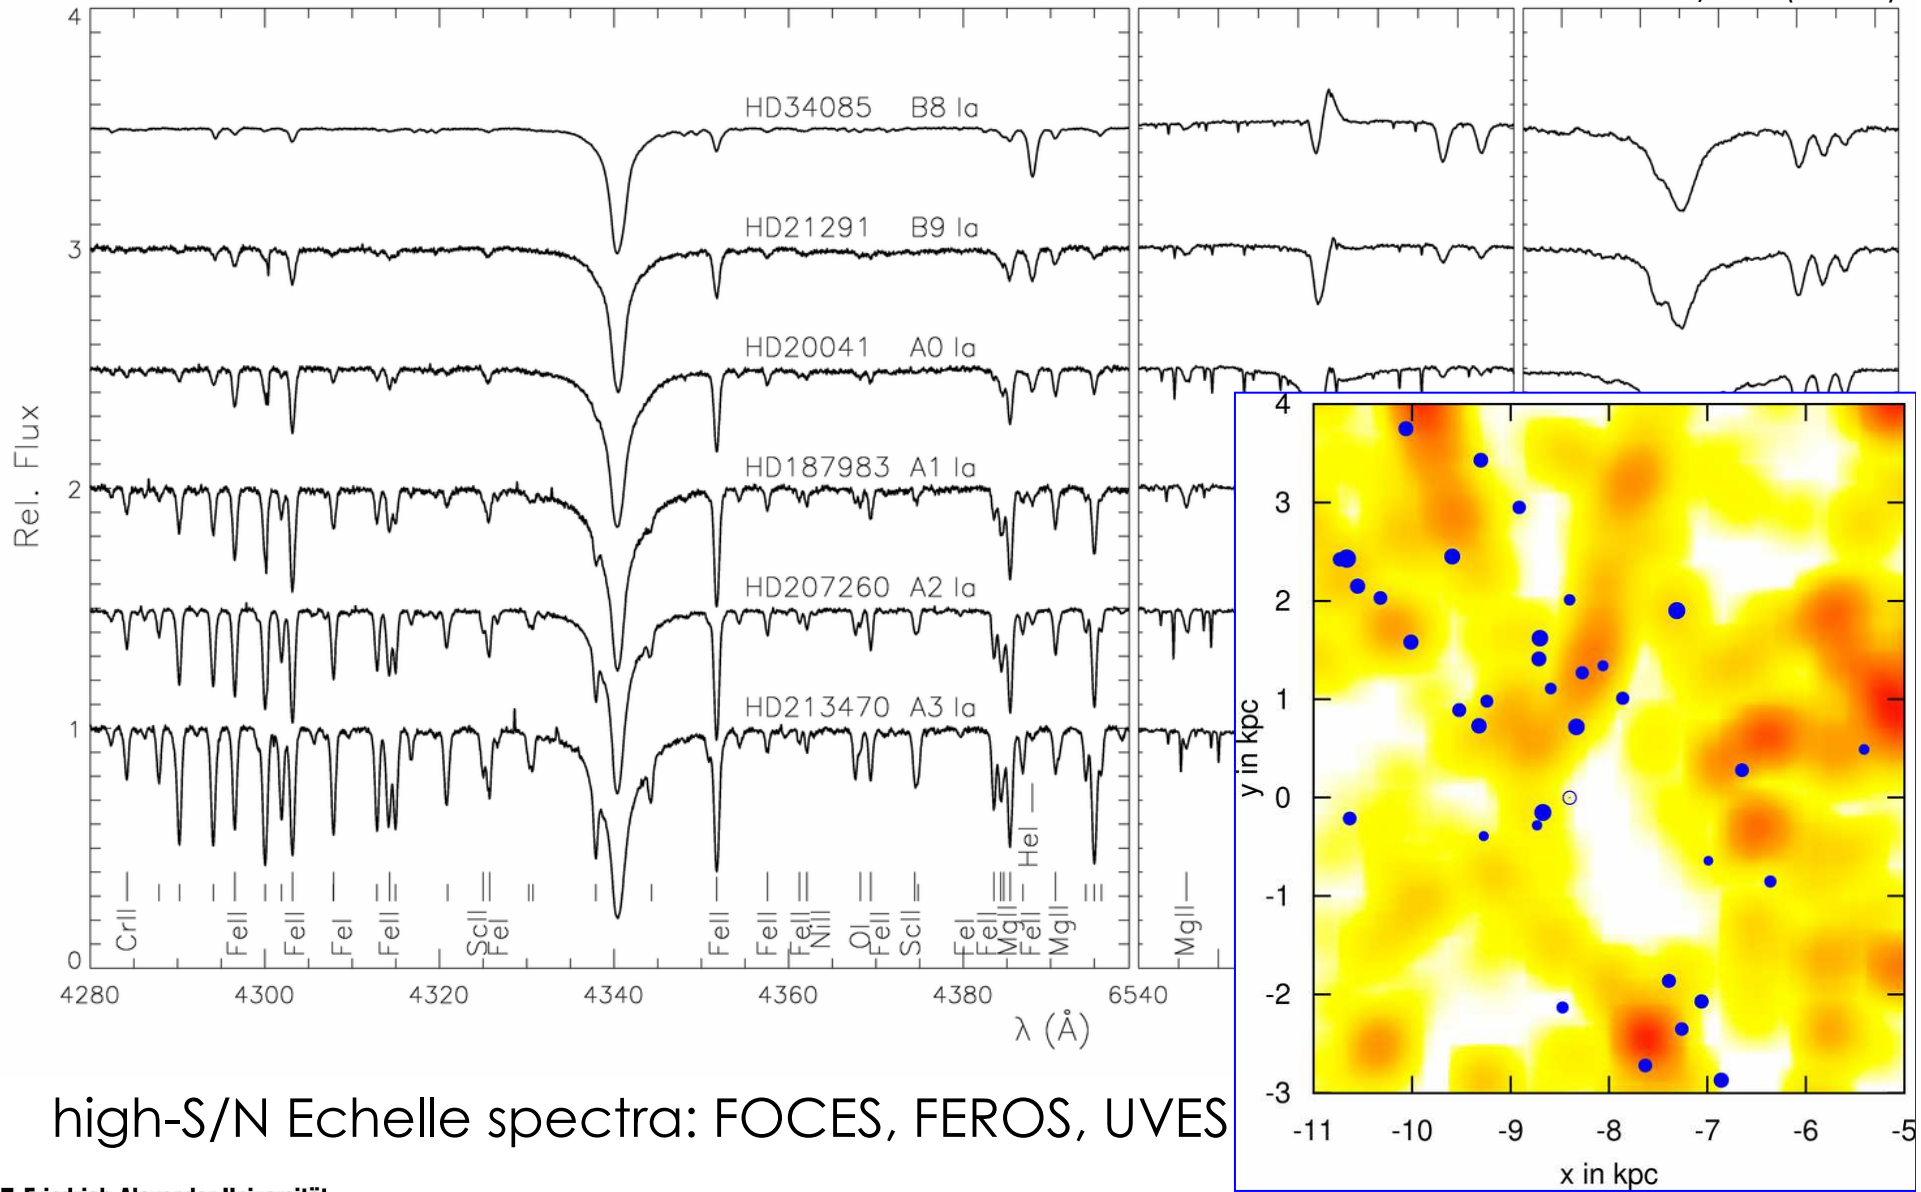 4
HD34085 B8 Ia
3
HD21291 B9 Ia
HD20041 A0 Ia
2
HD187983 A1 Ia
HD207260 A2 Ia
1
HD213470 A3 Ia
0
Rel. Flux
CrII
FeII
FeII
FeI
FeII
ScII
FeI
FeII
FeII
FeII
NiII
OI
FeII
ScII
FeI
FeII
MgII
FeII
HeI
MgII
MgII
4280 4300 4320 4340 4360 4380 6540
λ (Å)
4
3
2
1
0
-1
-2
-3
y in kpc
-11 -10 -9 -8 -7 -6 -5
x in kpc
high-S/N Echelle spectra: FOCES, FEROS, UVES